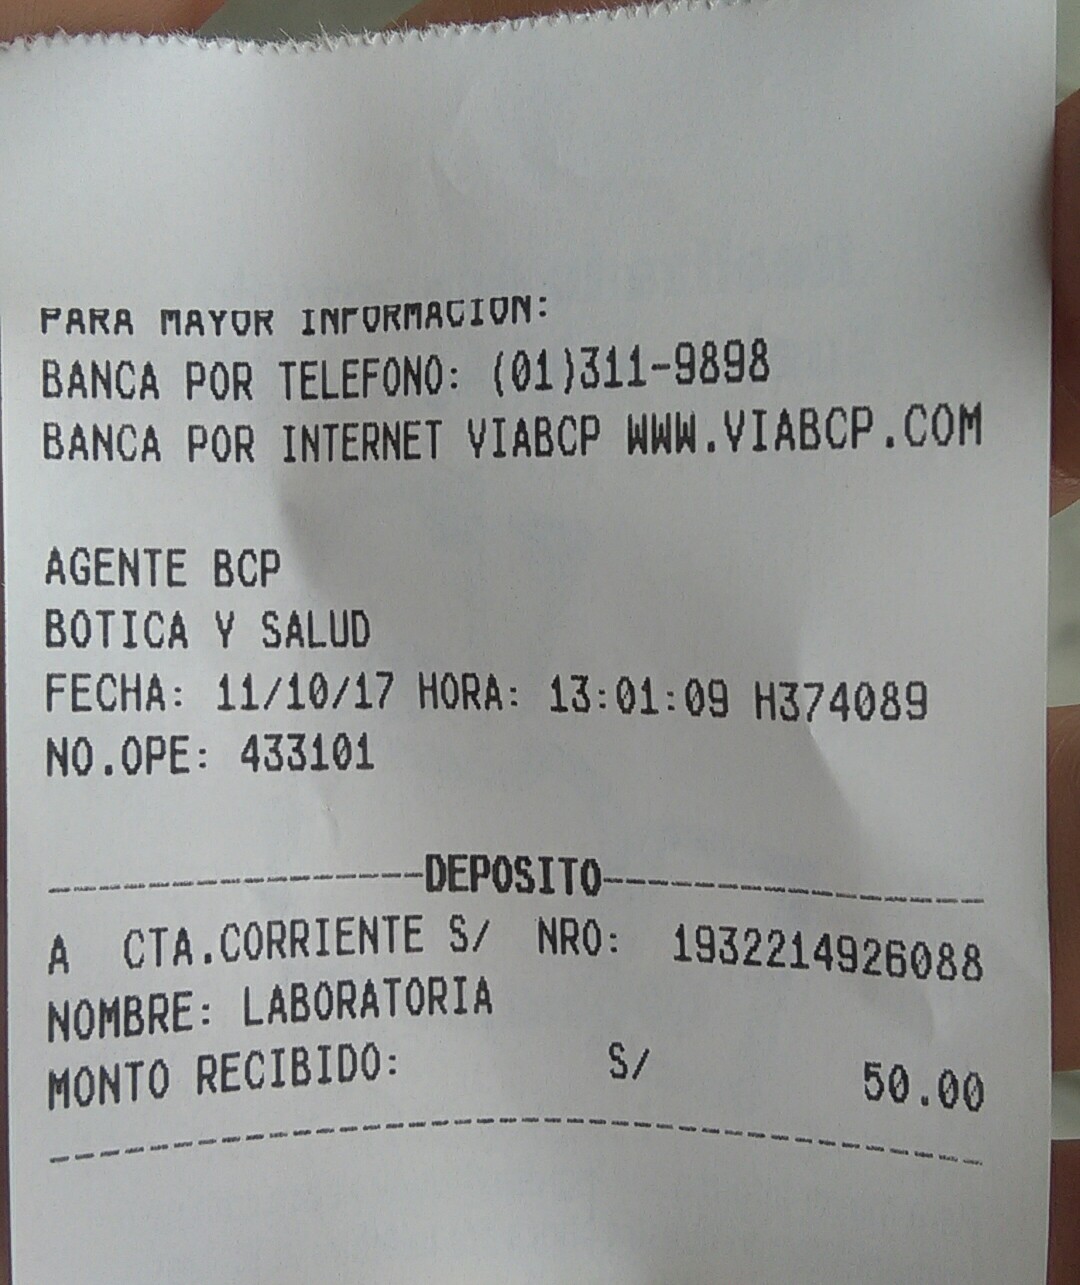 PARA MAYOR INFORMACION:
BANCA POR TELEFONO: (01)311-9898
BANCA POR INTERNET VIABCP WWW.VIABCP.COM
AGENTE BCP
BOTICA Y SALUD
FECHA: 11/10/17 HORA: 13:01:09 H374089
NO.OPE: 433101
DEPOSITO
A CTA.CORRIENTE S/ NRO: 1932214926088
NOMBRE: LABORATORIA
MONTO RECIBIDO: S/ 50.00